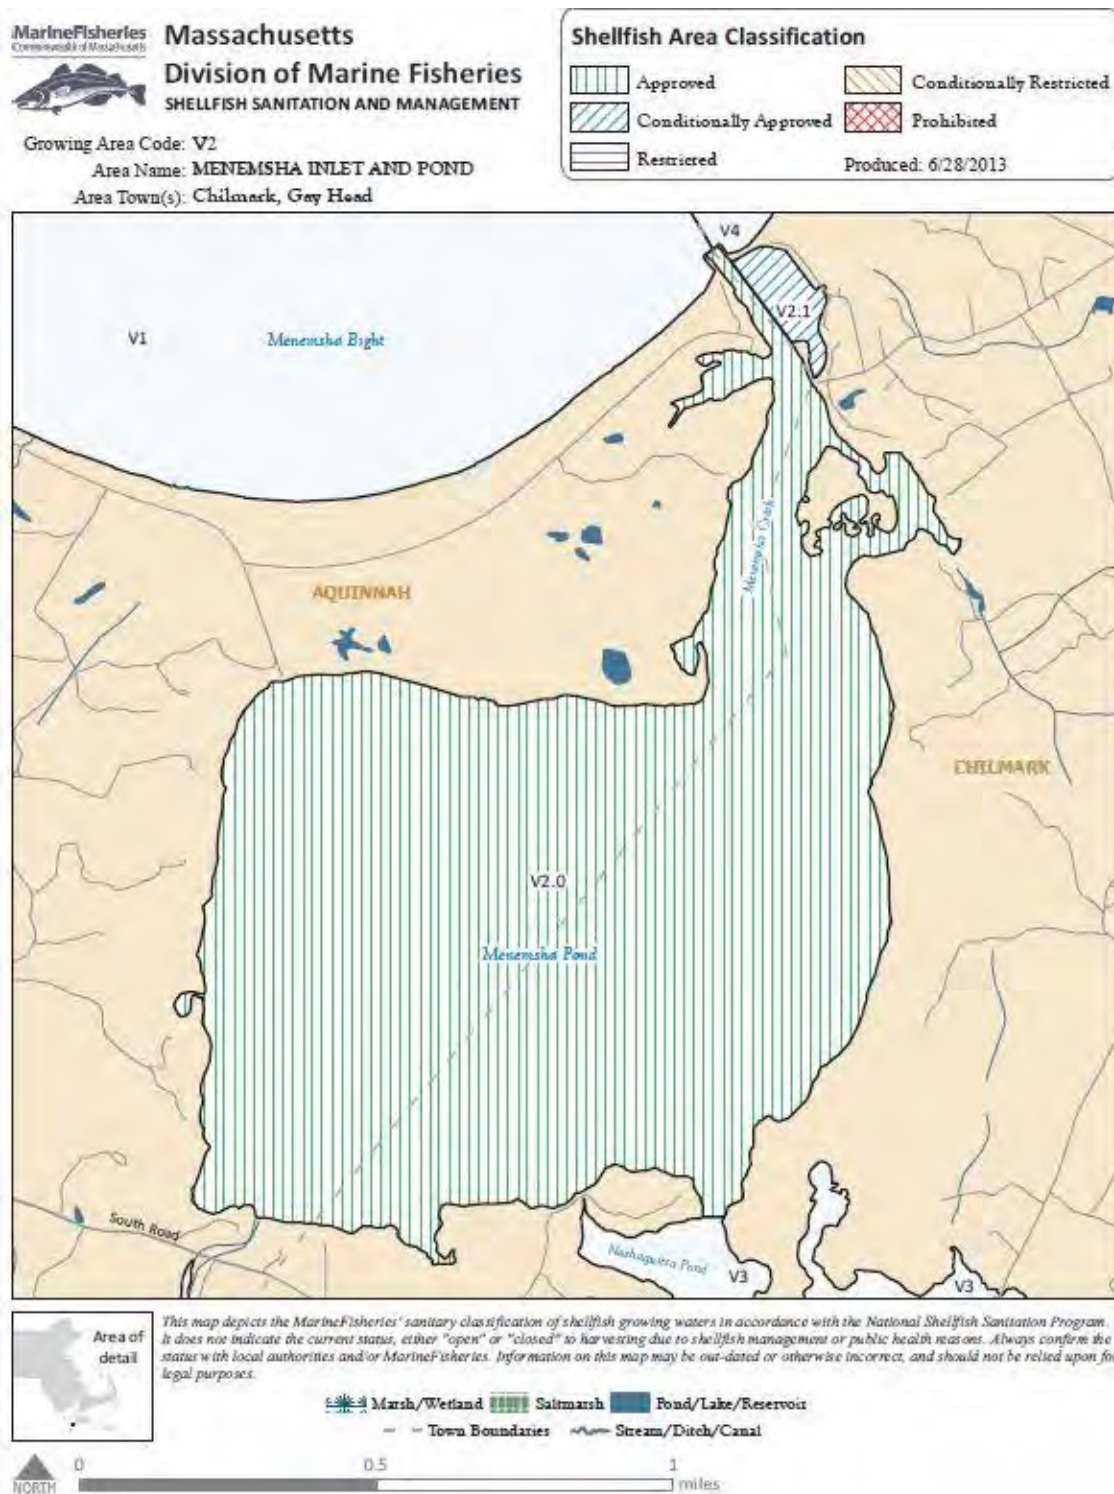 MarineFisheries
Commonwealth of Massachusetts
Massachusetts
Division of Marine Fisheries
SHELLFISH SANITATION AND MANAGEMENT
Growing Area Code: V2
Area Name: MENEMSHA INLET AND POND
Area Town(s): Chilmark, Gay Head
Shellfish Area Classification
Approved
Conditionally Restricted
Conditionally Approved
Prohibited
Restricted
Produced: 6/28/2013
V4
V2.1
V1
Menemsha Bight
Menemsha Creek
AQUINNAH
CHILMARK
V2.0
Menemsha Pond
South Road
Nashaquitsa Pond
V3
V3
Area of
detail
This map depicts the MarineFisheries' sanitary classification of shellfish growing waters in accordance with the National Shellfish Sanitation Program.
It does not indicate the current status, either "open" or "closed" to harvesting due to shellfish management or public health reasons. Always confirm the
status with local authorities and/or MarineFisheries. Information on this map may be out-dated or otherwise incorrect, and should not be relied upon for
legal purposes.
Marsh/Wetland Saltmarsh Pond/Lake/Reservoir
Town Boundaries Stream/Ditch/Canal
NORTH
0 0.5 1
miles